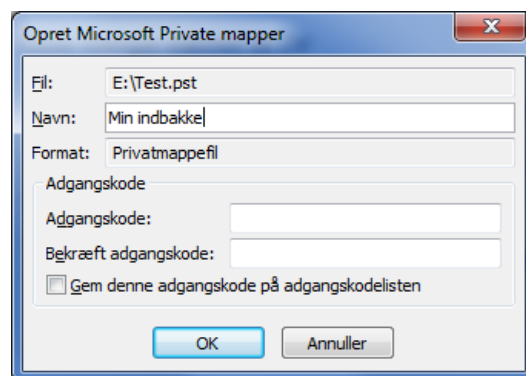 Opret Microsoft Private mapper
Fil: E:\Test.pst
Navn: Min indbakke
Format: Privatmappefil
Adgangskode
Adgangskode:
Bekræft adgangskode:
Gem denne adgangskode på adgangskodelisten
OK Annuller